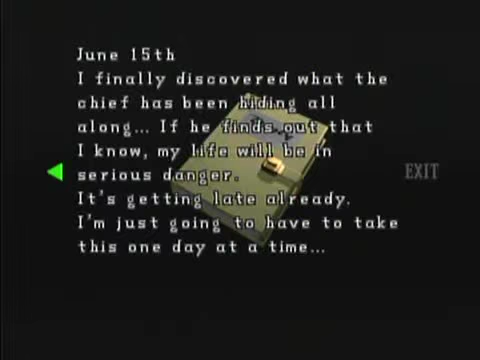 June 15th
I finally discovered what the
chief has been hiding all
along... If he finds out that
I know, my life will be in
serious danger.
It's getting late already.
I'm just going to have to take
this one day at a time...
EXIT